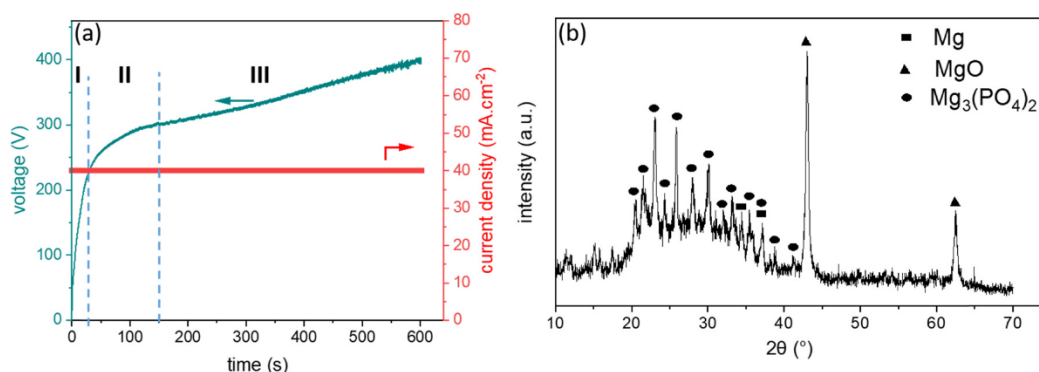 (a)
I II III
voltage (V)
0
100
200
300
400
0
100
200
300
400
500
600
time (s)
0
10
20
30
40
50
60
70
80
current density (mA.cm⁻²)
(b)
Mg
MgO
Mg₃(PO₄)₂
intensity (a.u.)
10
20
30
40
50
60
70
2θ (°)